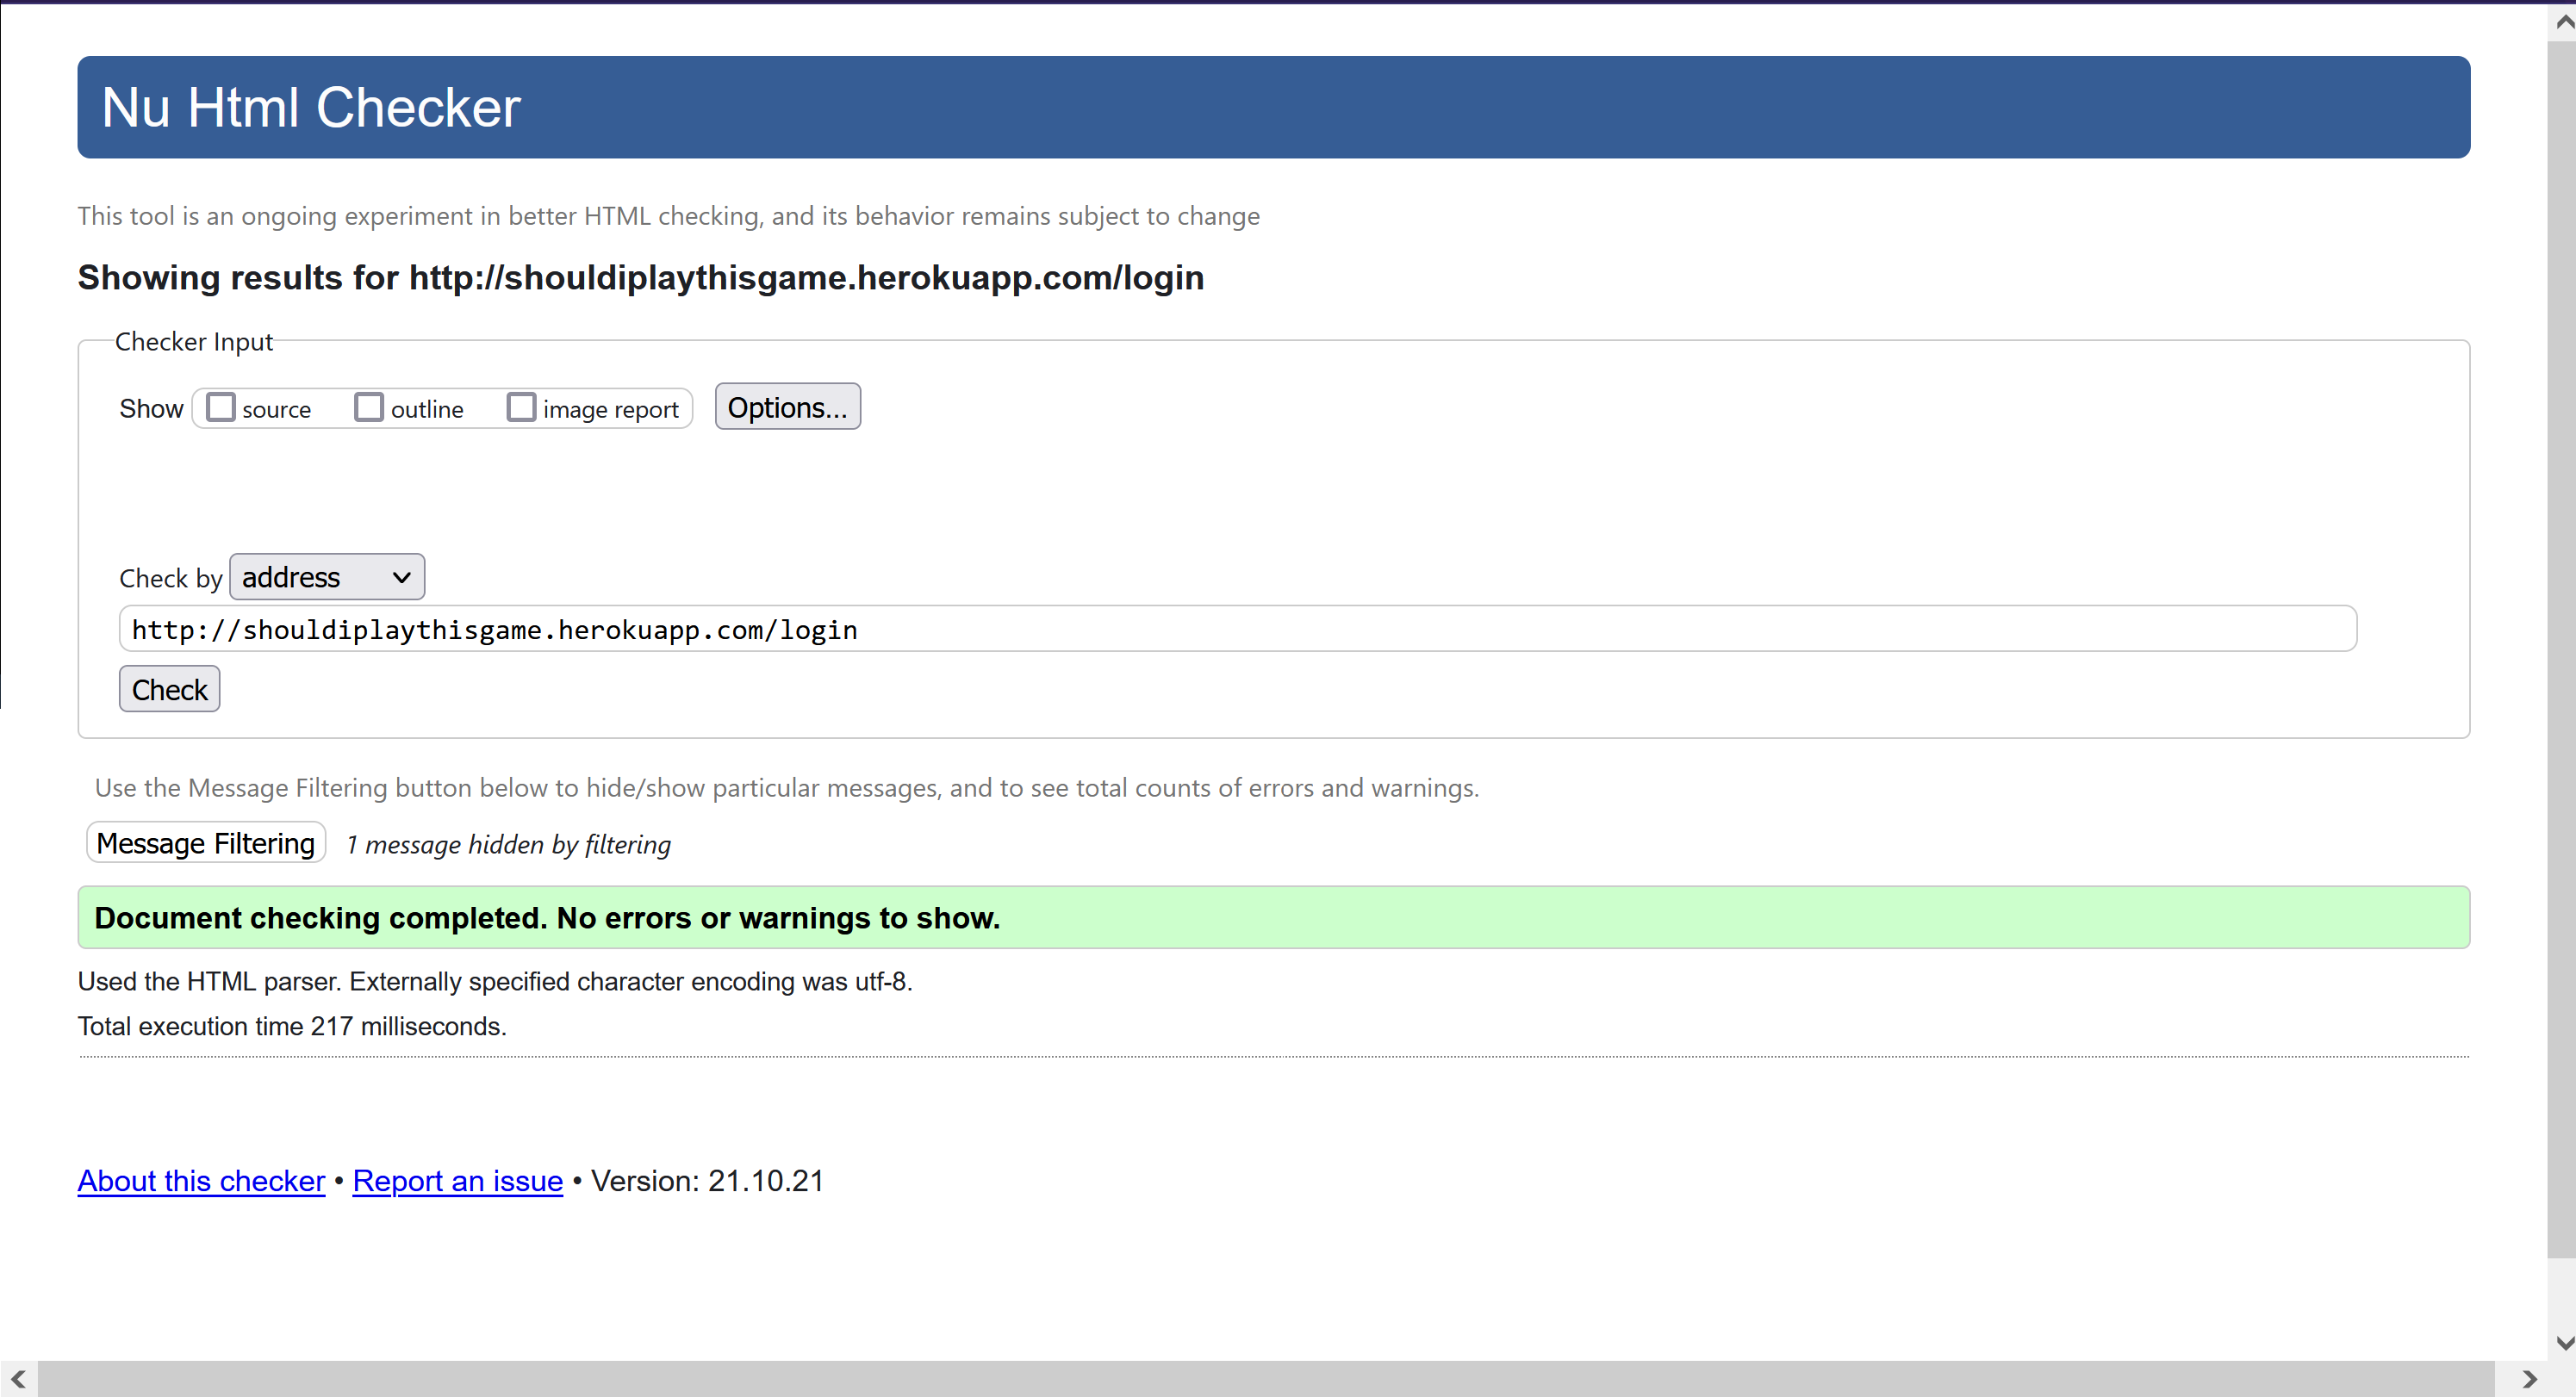 Nu Html Checker
This tool is an ongoing experiment in better HTML checking, and its behavior remains subject to change
Showing results for http://shouldiplaythisgame.herokuapp.com/login
Checker Input
Show source outline image report Options...
Check by address
http://shouldiplaythisgame.herokuapp.com/login
Check
Use the Message Filtering button below to hide/show particular messages, and to see total counts of errors and warnings.
Message Filtering 1 message hidden by filtering
Document checking completed. No errors or warnings to show.
Used the HTML parser. Externally specified character encoding was utf-8.
Total execution time 217 milliseconds.
About this checker • Report an issue • Version: 21.10.21